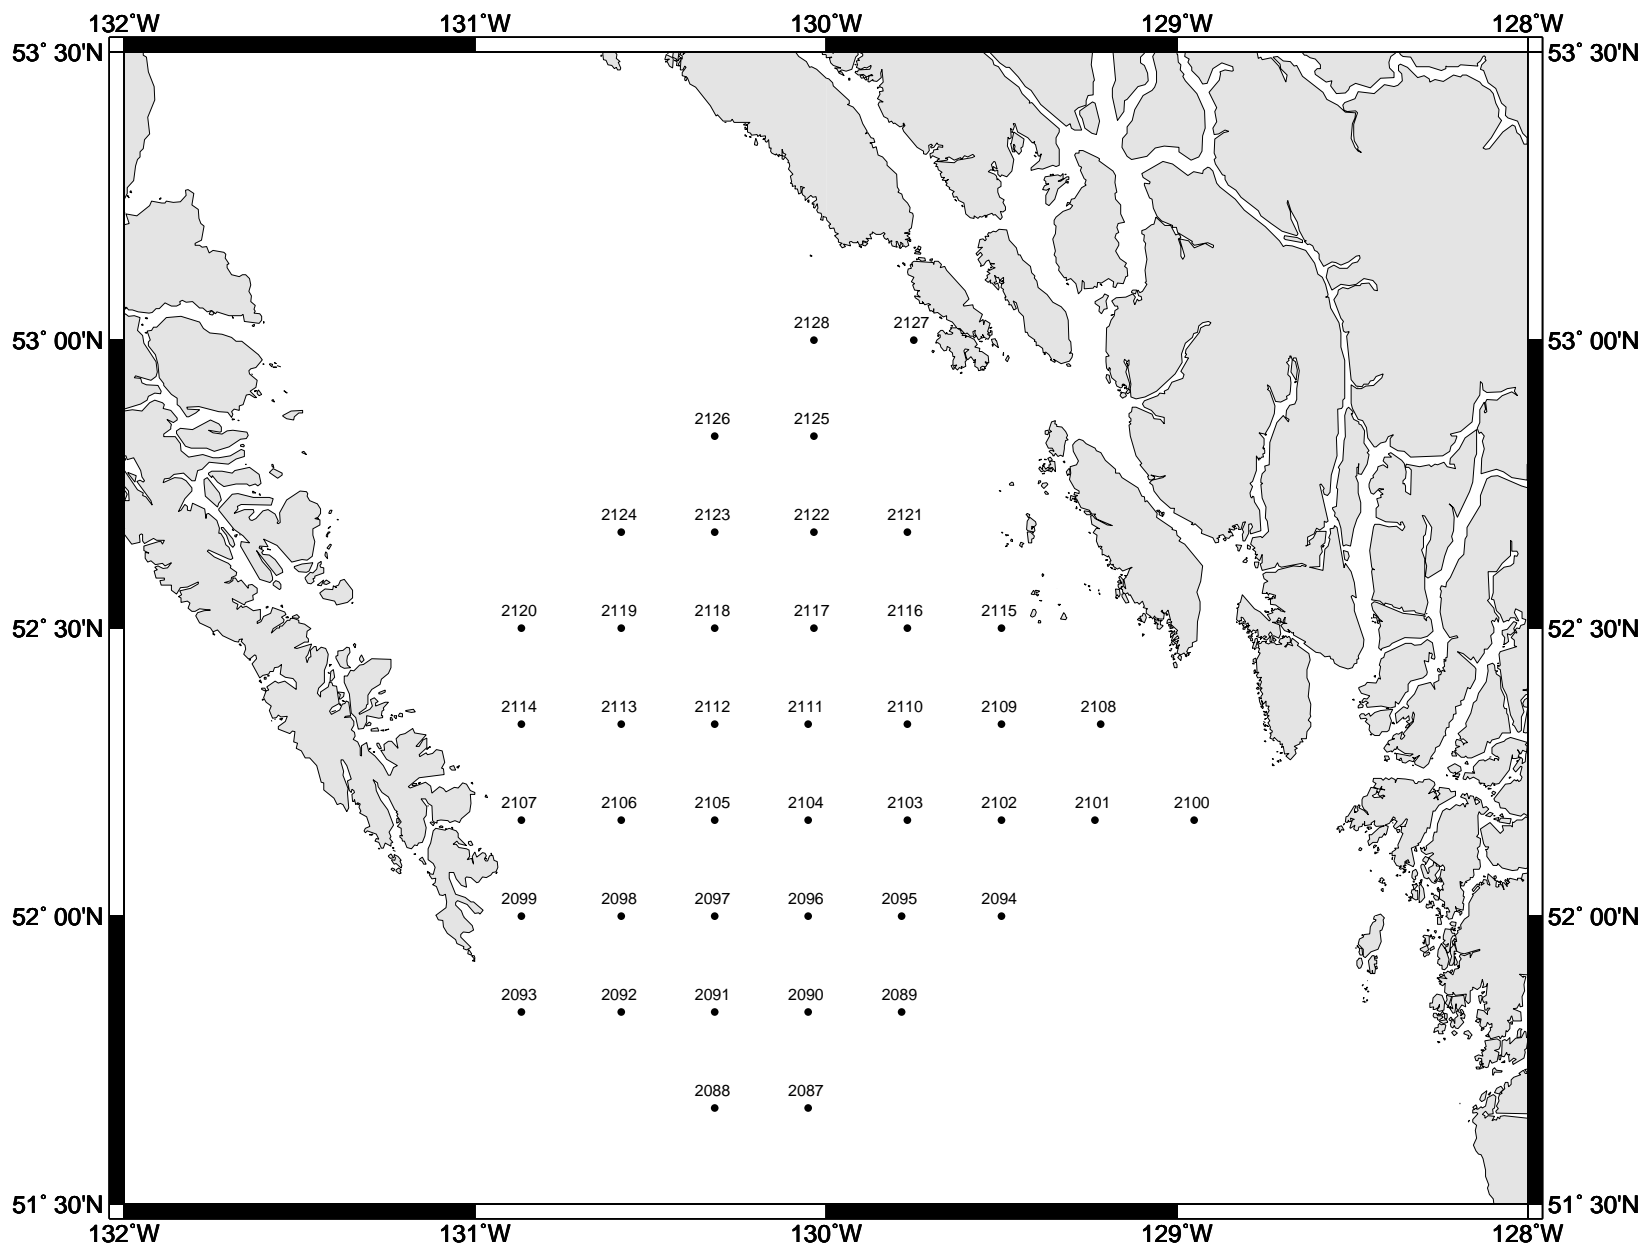 132°W 131°W 130°W 129°W 128°W
53° 30'N 53° 30'N
2128 2127
53° 00'N 53° 00'N
2126 2125
2124 2123 2122 2121
2120 2119 2118 2117 2116 2115
52° 30'N 52° 30'N
2114 2113 2112 2111 2110 2109 2108
2107 2106 2105 2104 2103 2102 2101 2100
2099 2098 2097 2096 2095 2094
52° 00'N 52° 00'N
2093 2092 2091 2090 2089
2088 2087
51° 30'N 51° 30'N
132°W 131°W 130°W 129°W 128°W